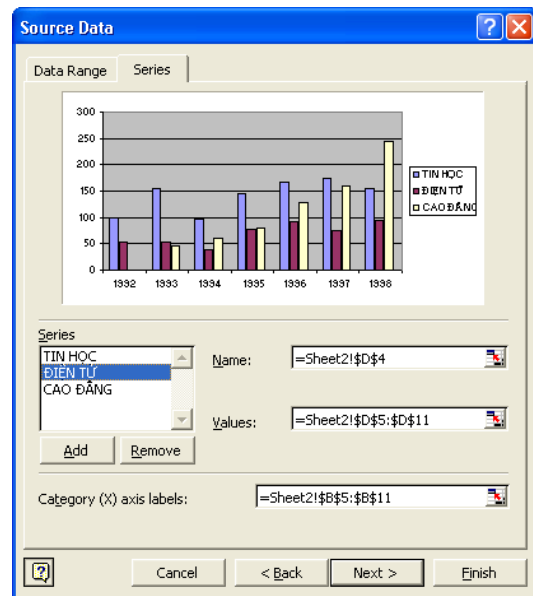 Source Data
Data Range Series
300
250
200
150
100
50
0
1992 1993 1994 1995 1996 1997 1998
TIN HỌC
ĐIỆN TỬ
CAO ĐẲNG
Series
TIN HỌC
ĐIỆN TỬ
CAO ĐẲNG
Name: =Sheet2!$D$4
Values: =Sheet2!$D$5:$D$11
Add Remove
Category (X) axis labels: =Sheet2!$B$5:$B$11
Cancel < Back Next > Finish